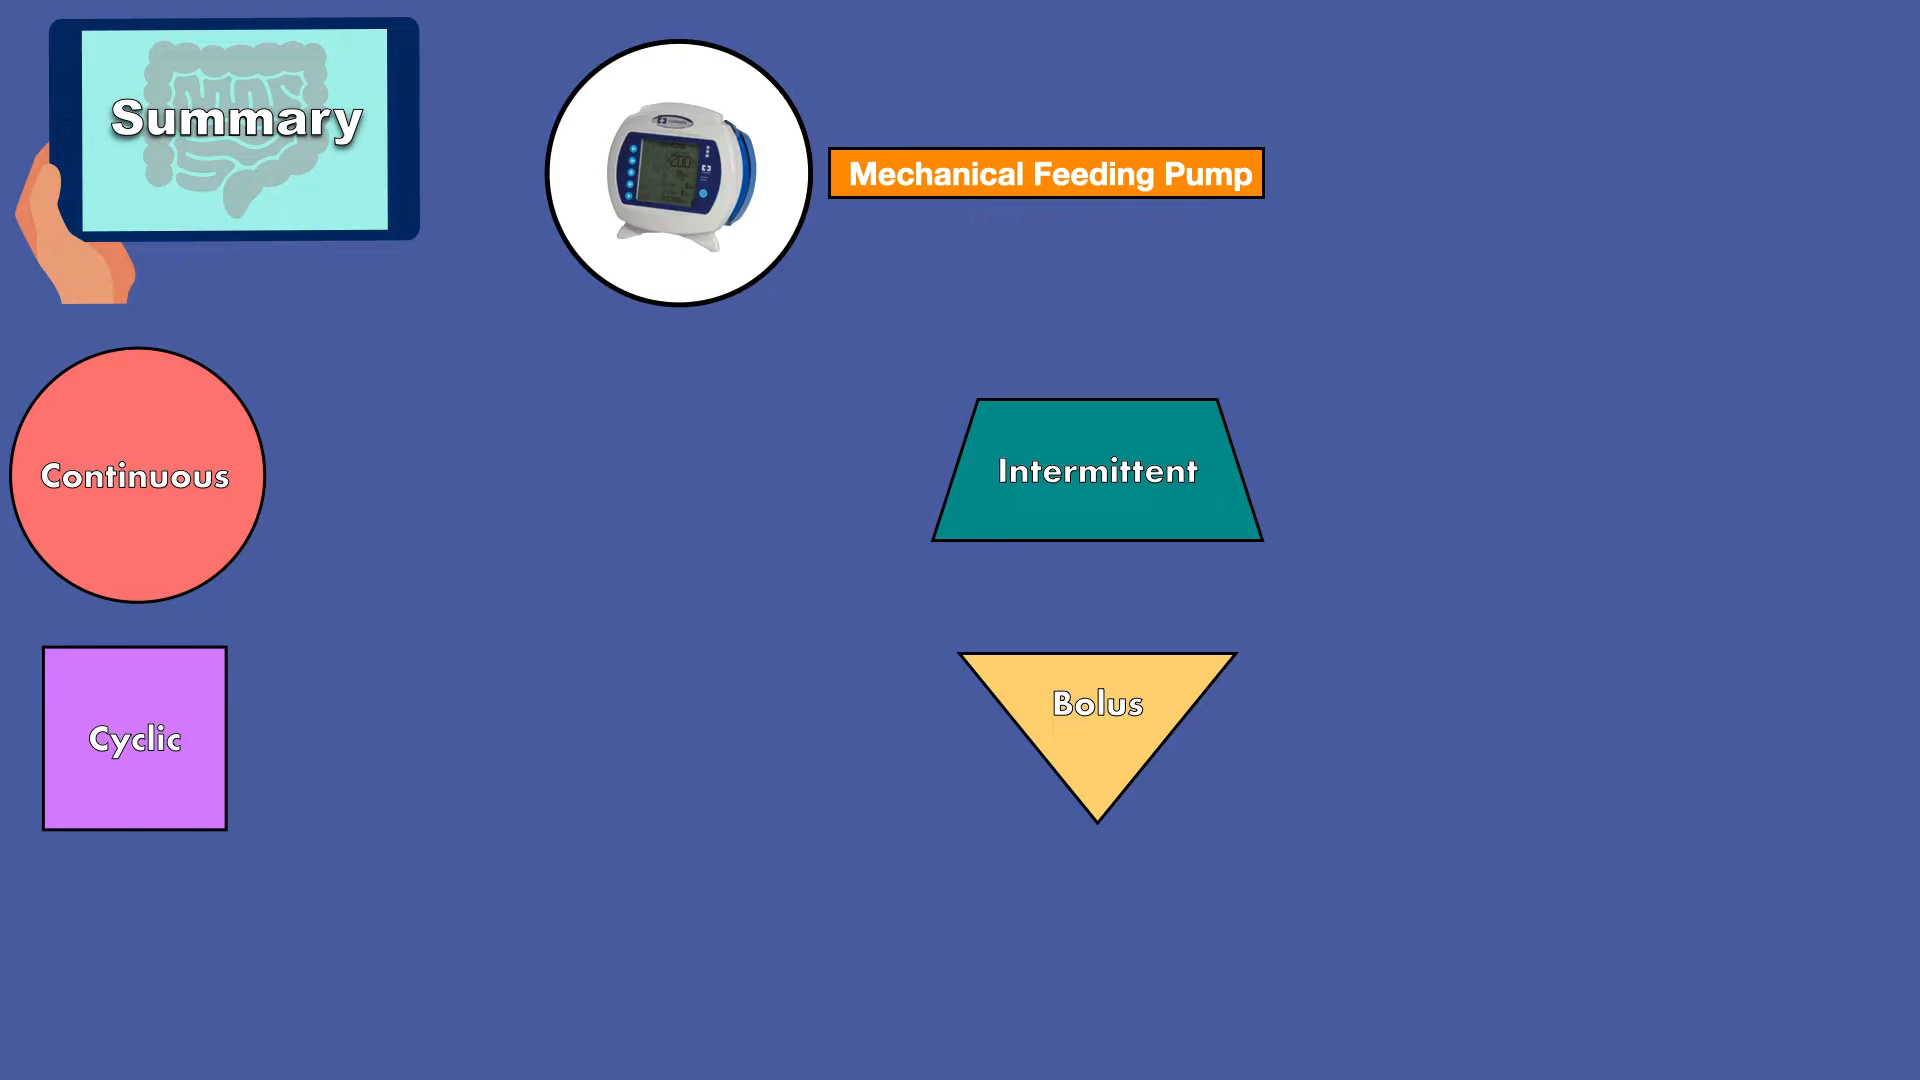 Summary
Mechanical Feeding Pump
Continuous
Intermittent
Cyclic
Bolus